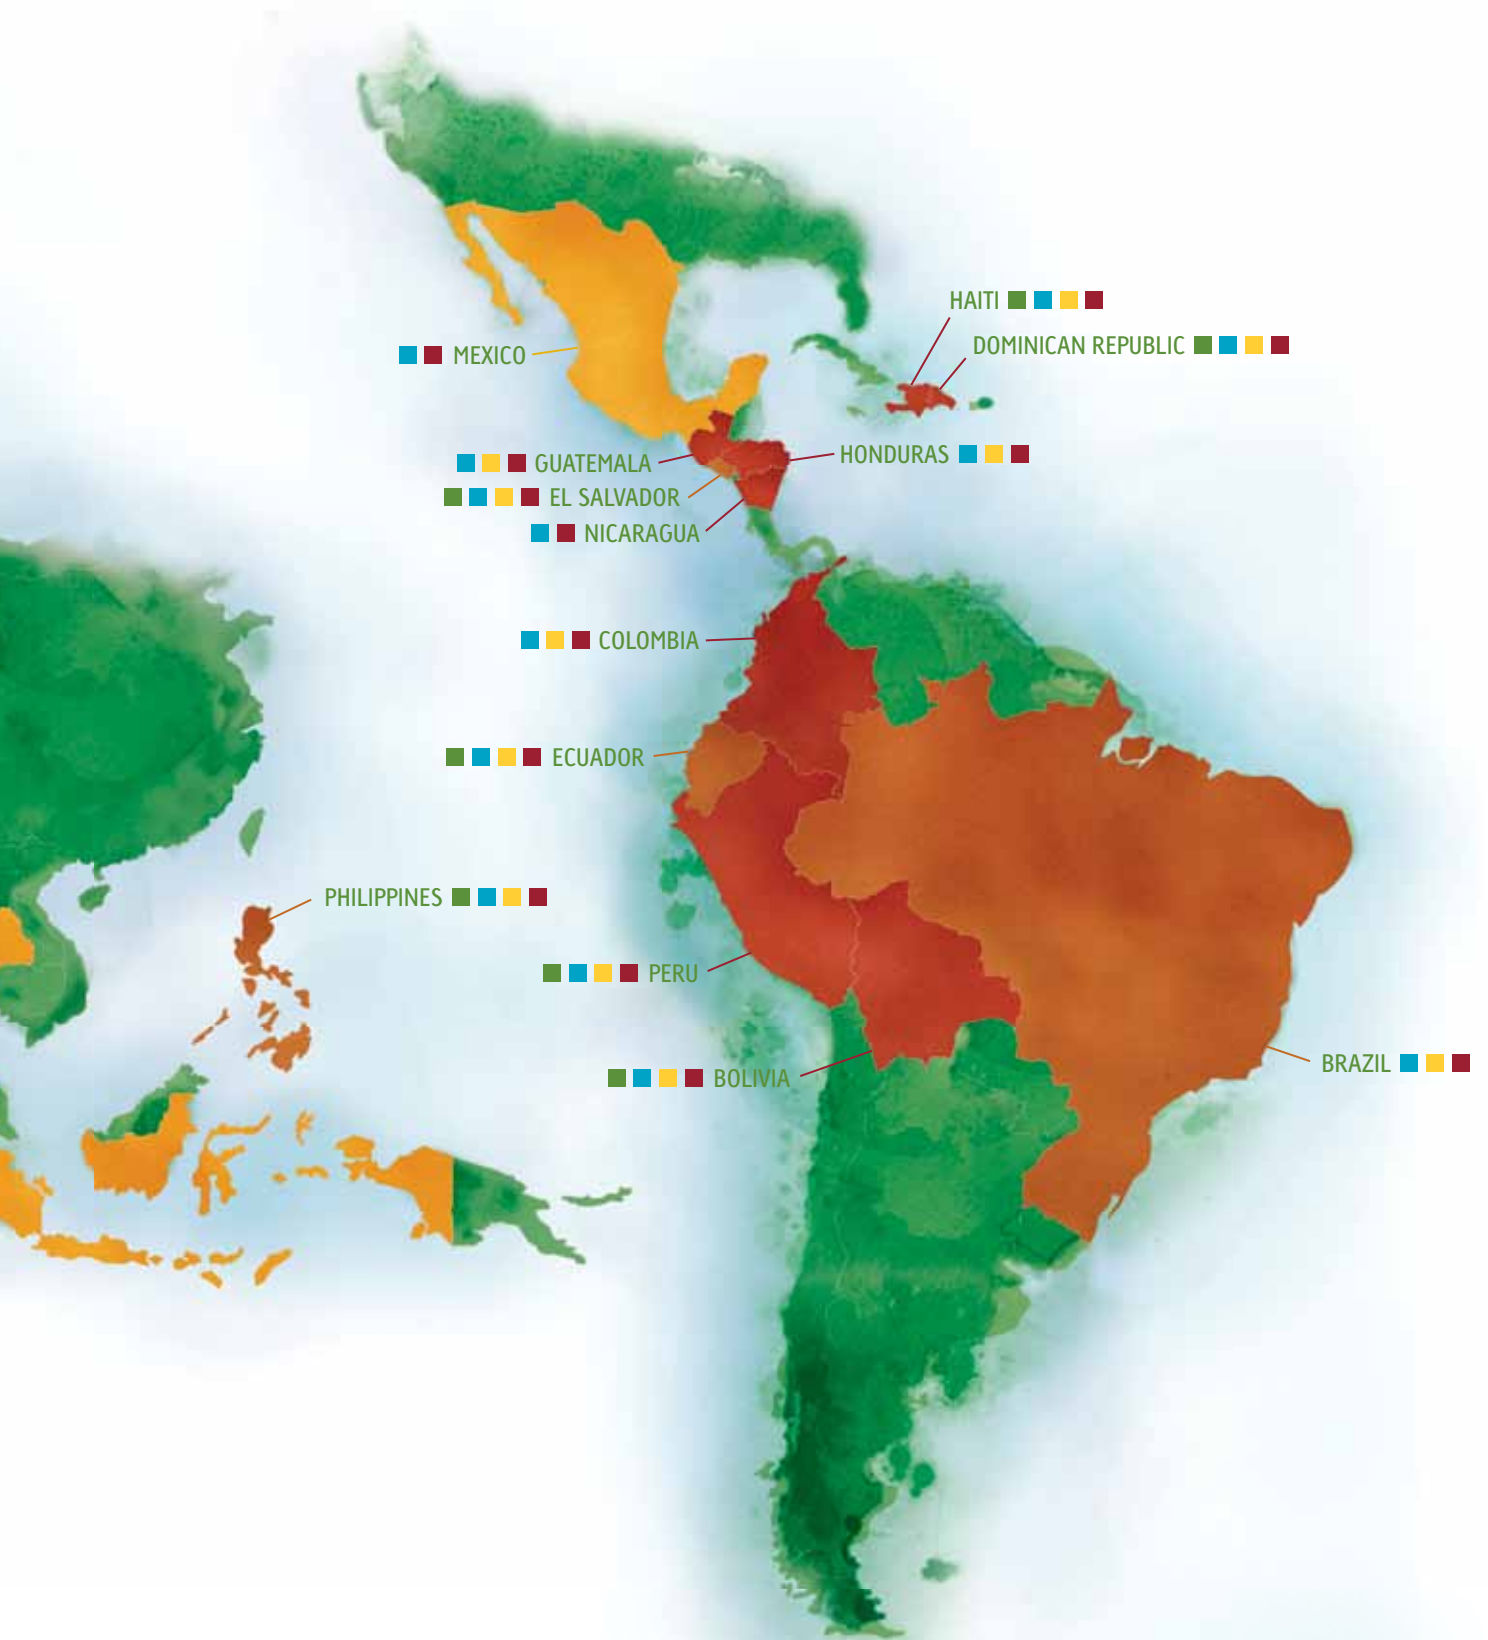 HAITI
DOMINICAN REPUBLIC
MEXICO
HONDURAS
GUATEMALA
EL SALVADOR
NICARAGUA
COLOMBIA
ECUADOR
PHILIPPINES
PERU
BRAZIL
BOLIVIA